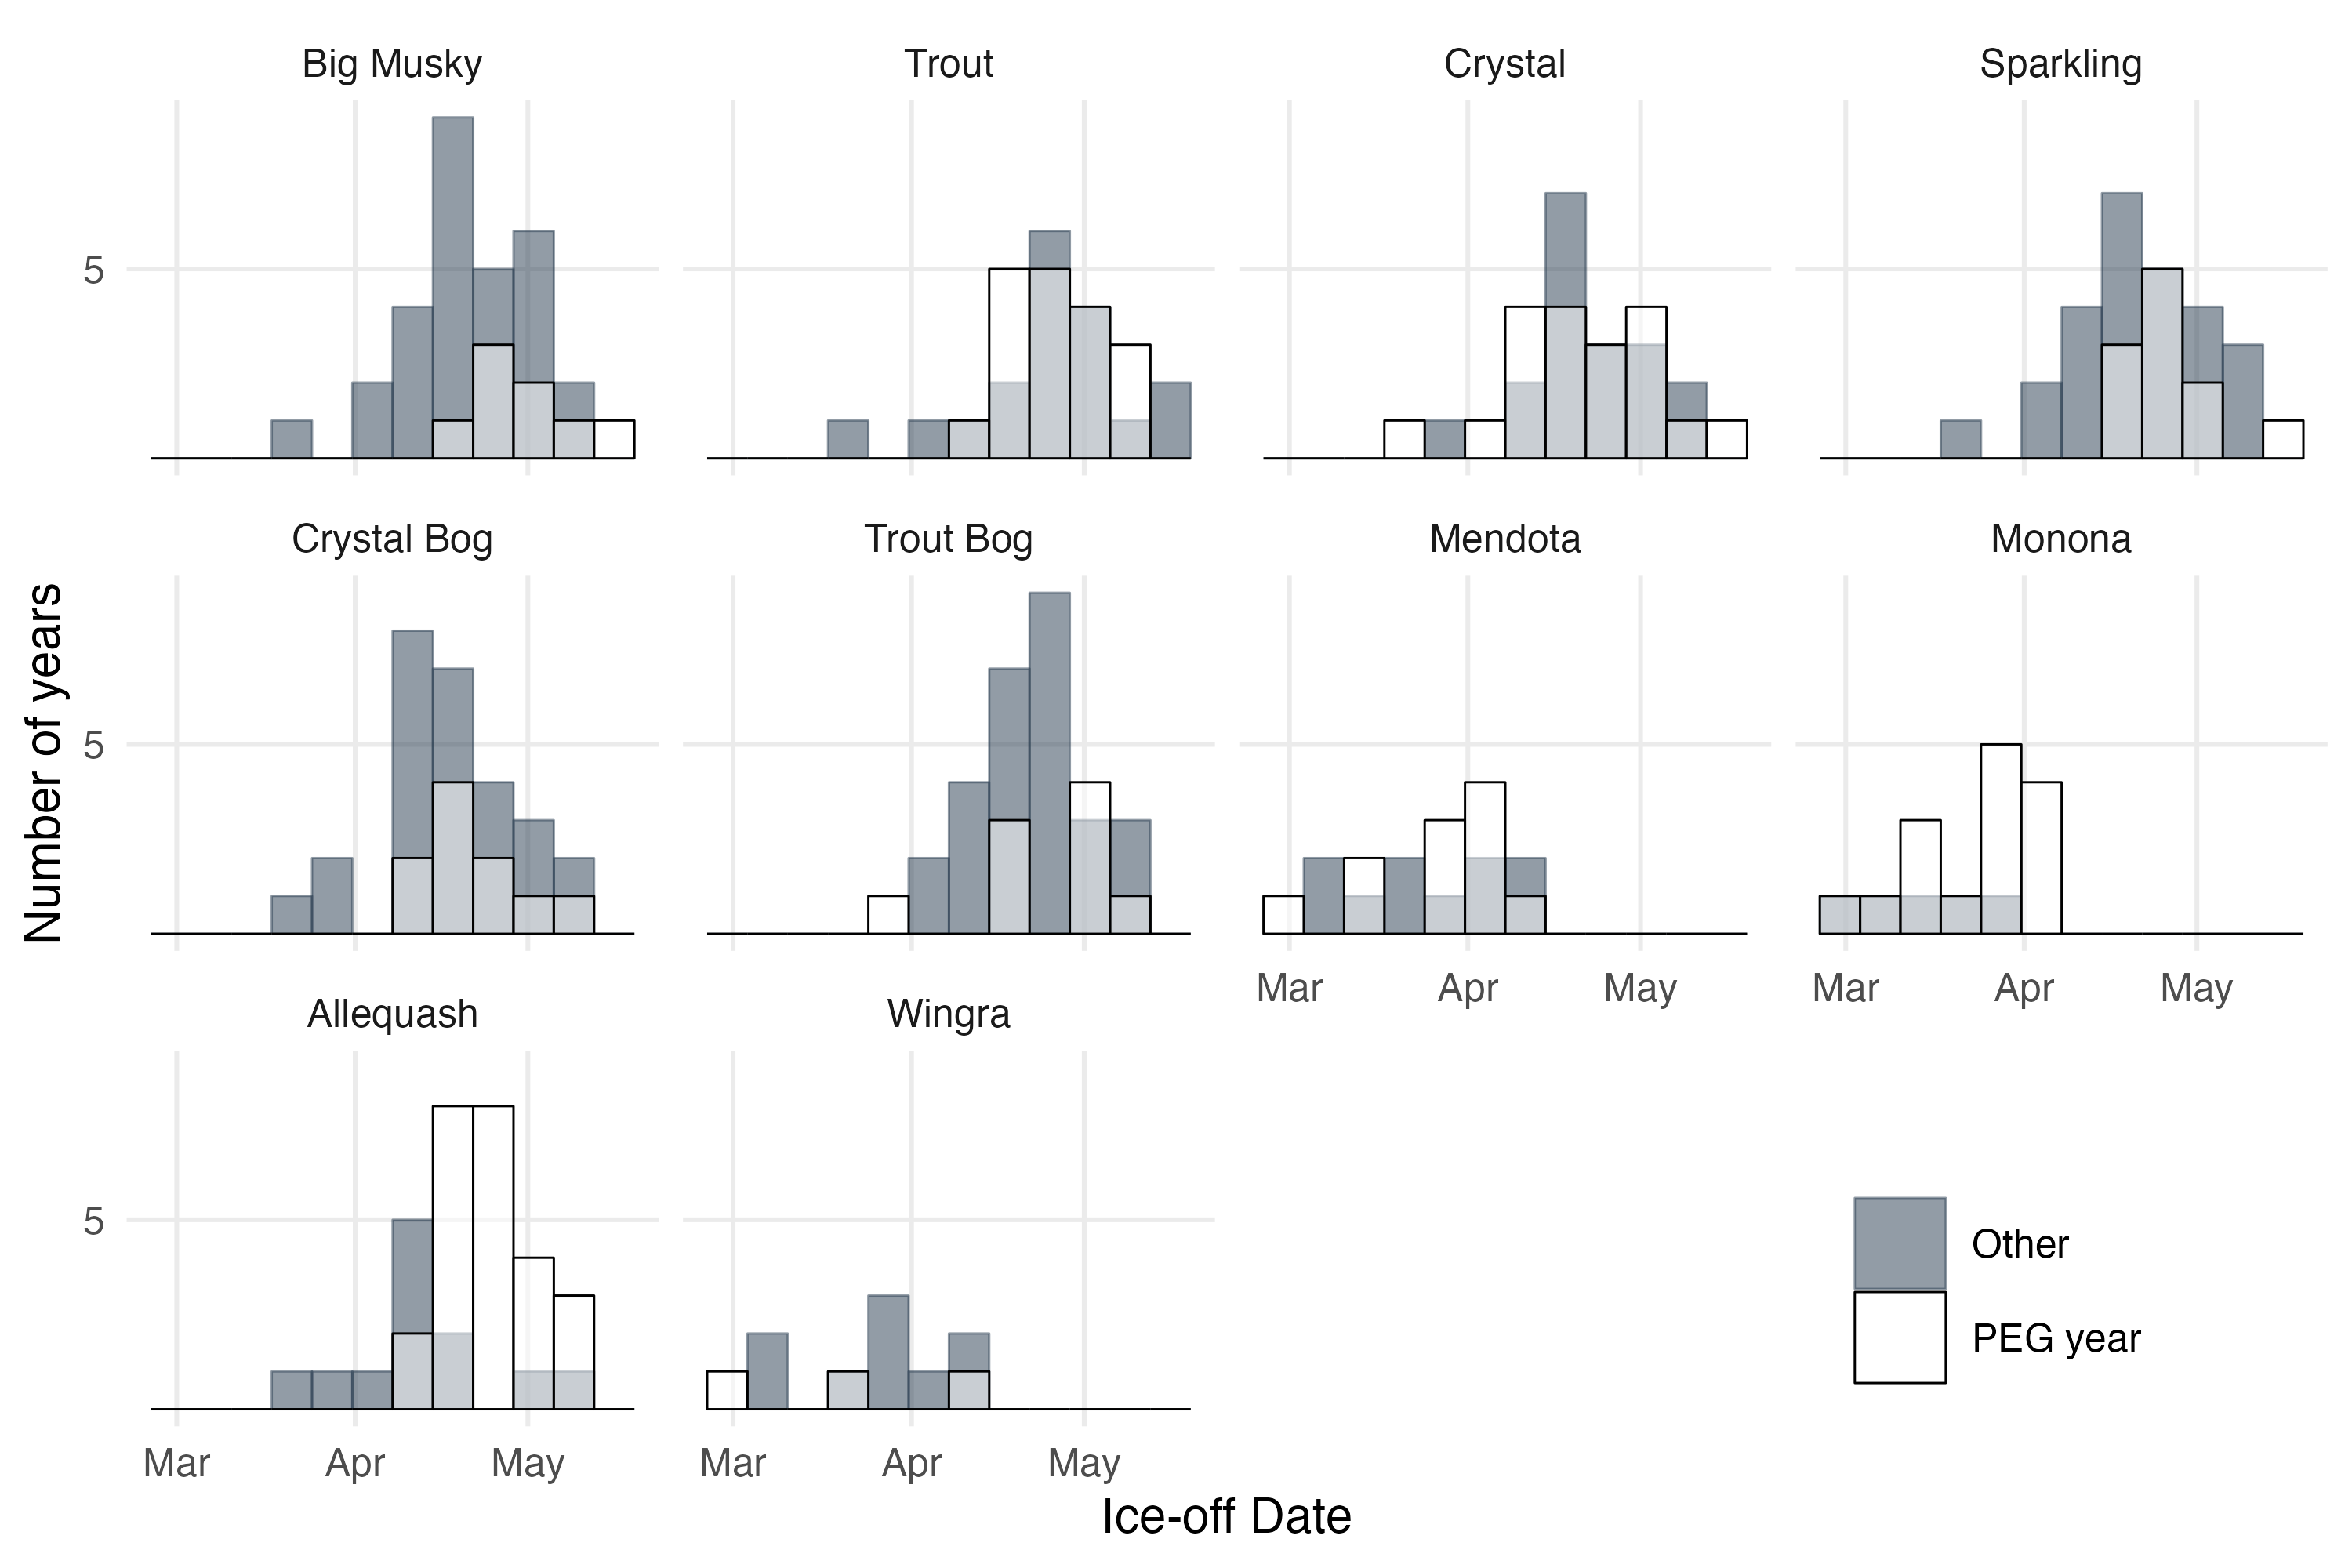 Big Musky
Trout
Crystal
Sparkling
5
Crystal Bog
Trout Bog
Mendota
Monona
5
Number of years
Mar Apr May
Mar Apr May
Allequash
Wingra
5
Other
PEG year
Mar Apr May
Mar Apr May
Ice-off Date